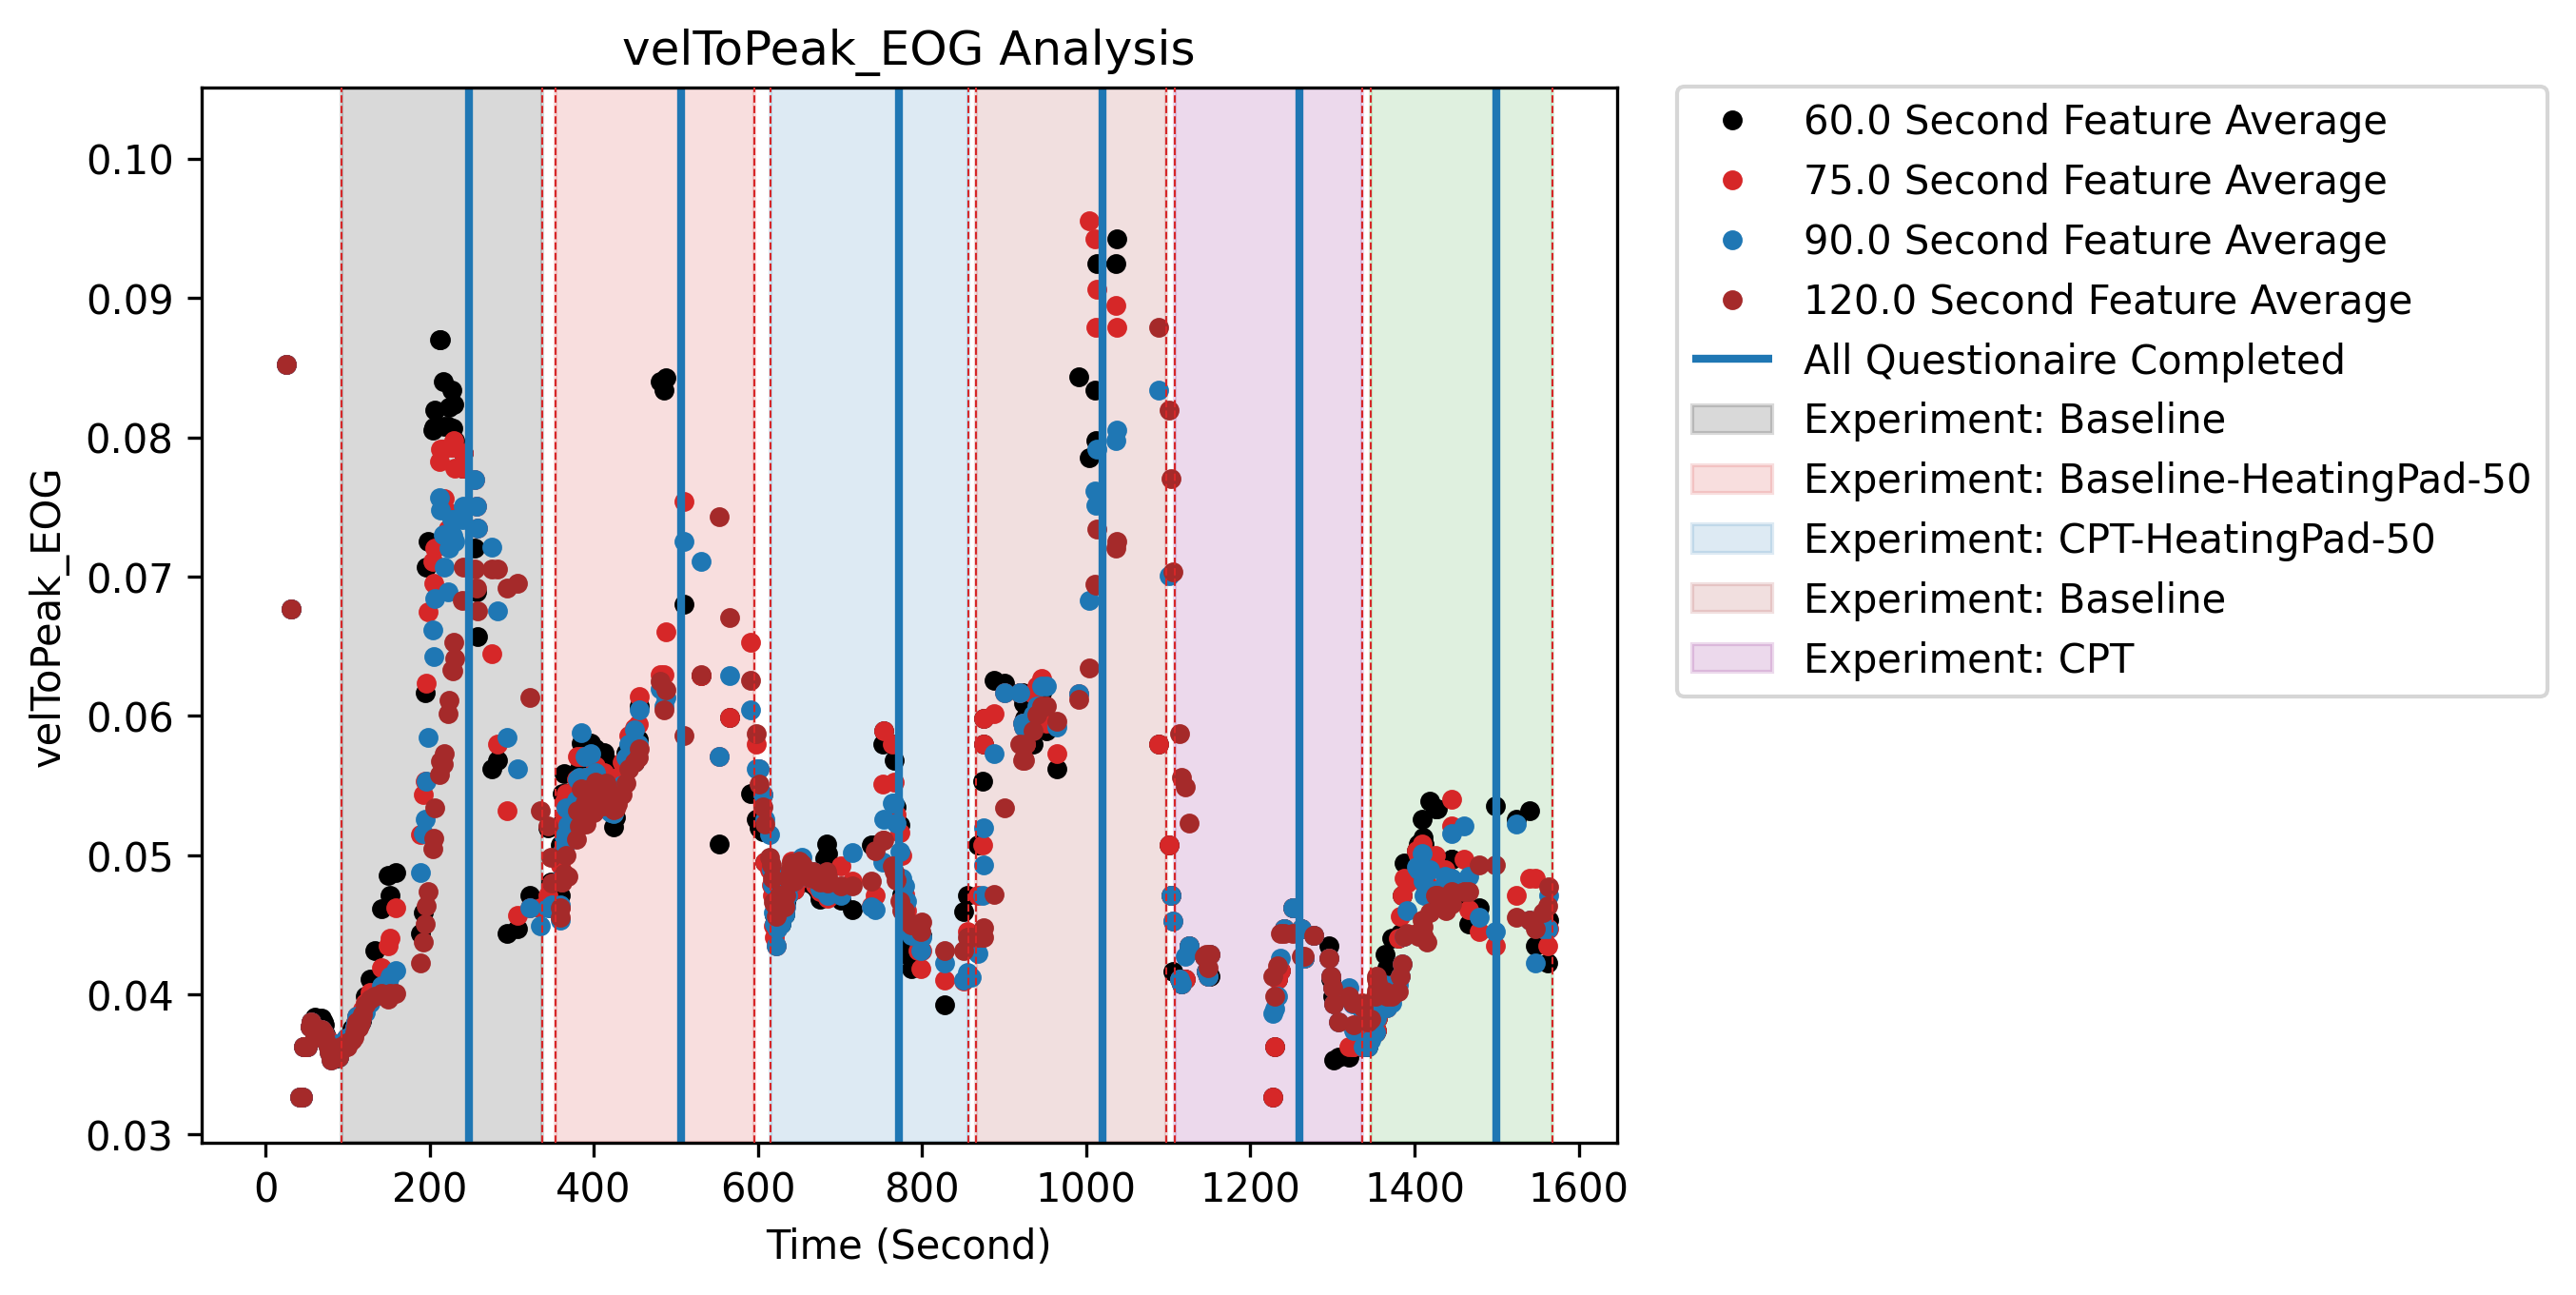 velToPeak_EOG Analysis
0.10
0.09
0.08
0.07
0.06
0.05
0.04
0.03
velToPeak_EOG
0 200 400 600 800 1000 1200 1400 1600
Time (Second)
60.0 Second Feature Average
75.0 Second Feature Average
90.0 Second Feature Average
120.0 Second Feature Average
All Questionaire Completed
Experiment: Baseline
Experiment: Baseline-HeatingPad-50
Experiment: CPT-HeatingPad-50
Experiment: Baseline
Experiment: CPT